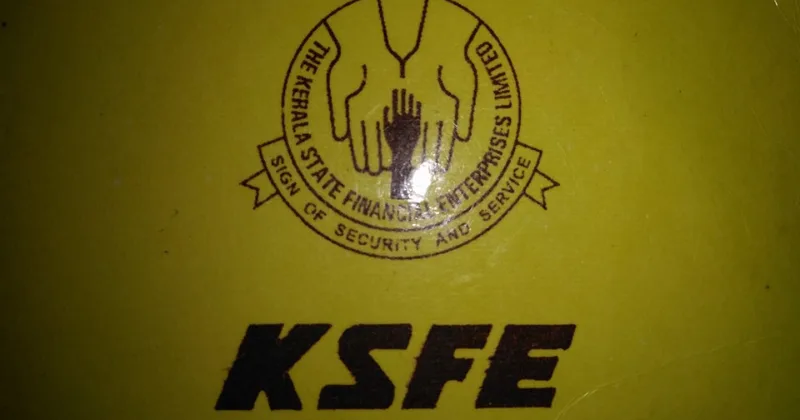 THE KERALA STATE FINANCIAL ENTERPRISES LIMITED
SIGN OF SECURITY AND SERVICE
KSFE